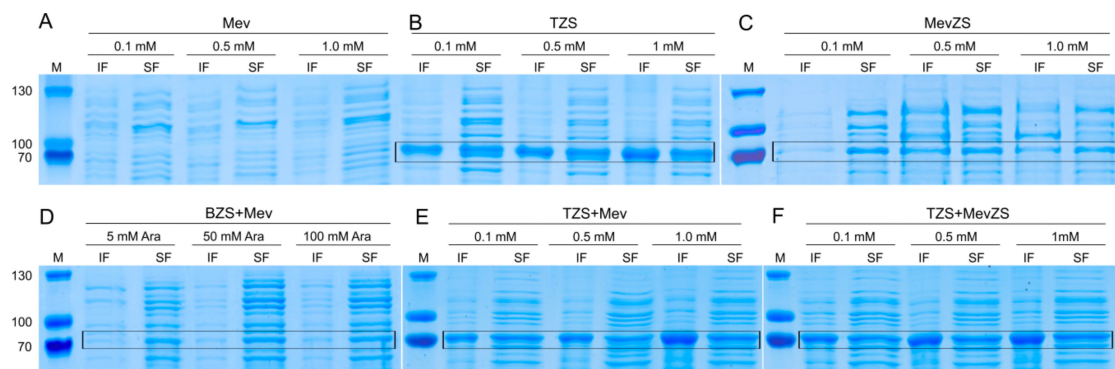 A Mev
0.1 mM 0.5 mM 1.0 mM
M IF SF IF SF IF SF
130
100
70
B TZS
0.1 mM 0.5 mM 1 mM
IF SF IF SF IF SF
C MevZS
0.1 mM 0.5 mM 1.0 mM
M IF SF IF SF IF SF
D BZS+Mev
5 mM Ara 50 mM Ara 100 mM Ara
M IF SF IF SF IF SF
130
100
70
E TZS+Mev
0.1 mM 0.5 mM 1.0 mM
M IF SF IF SF IF SF
F TZS+MevZS
0.1 mM 0.5 mM 1mM
M IF SF IF SF IF SF